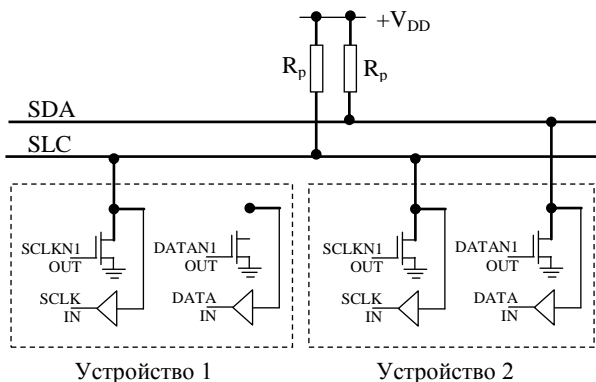 +V_DD
R_p R_p
SDA
SLC
SCLKN1 DATAN1 SCLKN1 DATAN1
OUT OUT OUT OUT
SCLK DATA SCLK DATA
IN IN IN IN
Устройство 1 Устройство 2